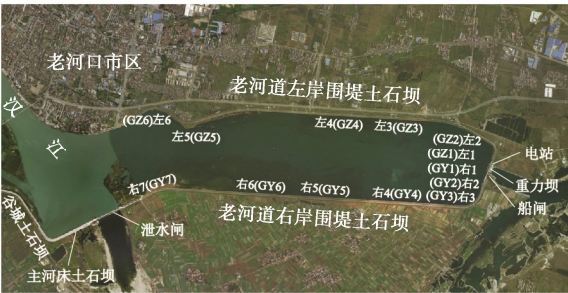 老河口市区
老河道左岸围堤土石坝
汉江
(GZ6)左6
左5(GZ5)
左4(GZ4)
左3(GZ3)
(GZ2)左2
(GZ1)左1
(GY1)右1
(GY2)右2
(GY3)右3
电站
重力坝
船闸
右7(GY7)
右6(GY6)
右5(GY5)
右4(GY4)
老河道右岸围堤土石坝
谷城土石坝
泄水闸
主河床土石坝